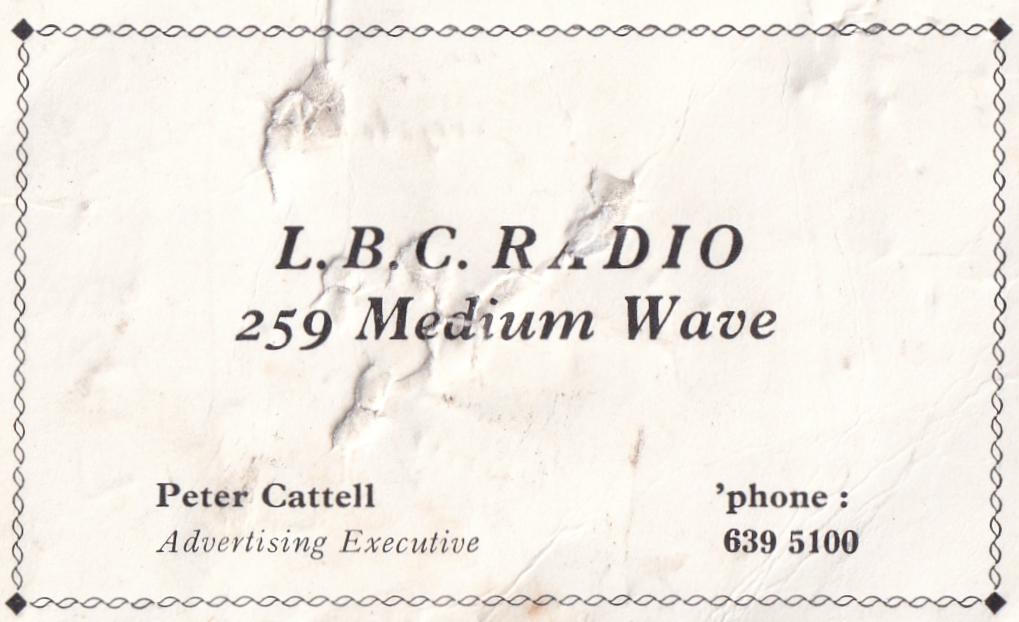 L.B.C. RADIO
259 Medium Wave
Peter Cattell
Advertising Executive
’phone :
639 5100